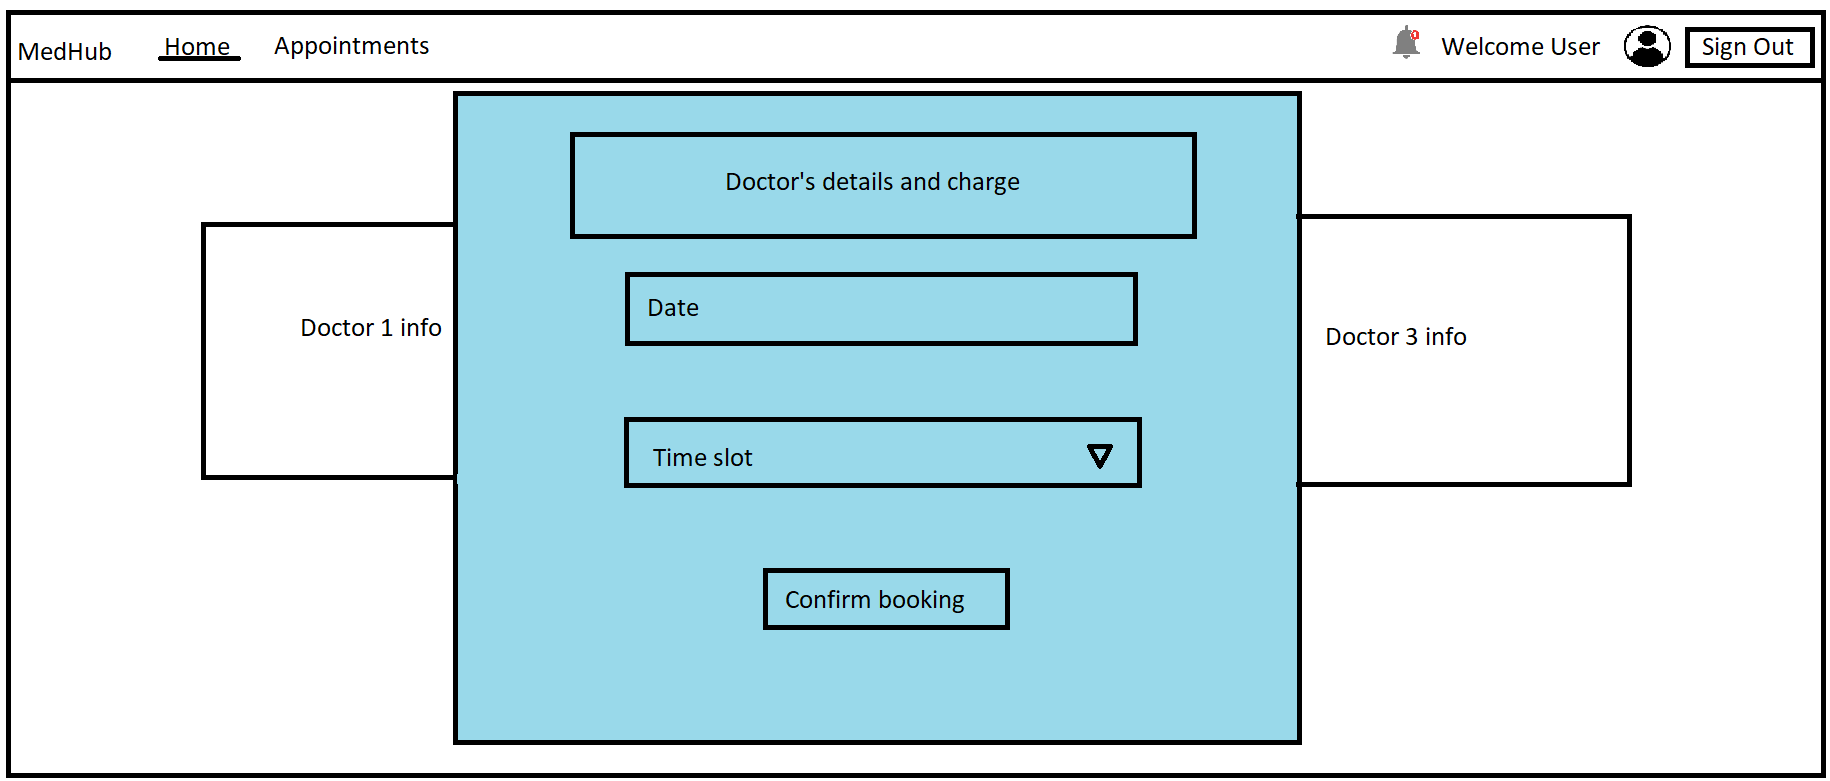 MedHub Home Appointments Welcome User Sign Out
Doctor's details and charge
Date
Doctor 1 info
Doctor 3 info
Time slot
Confirm booking